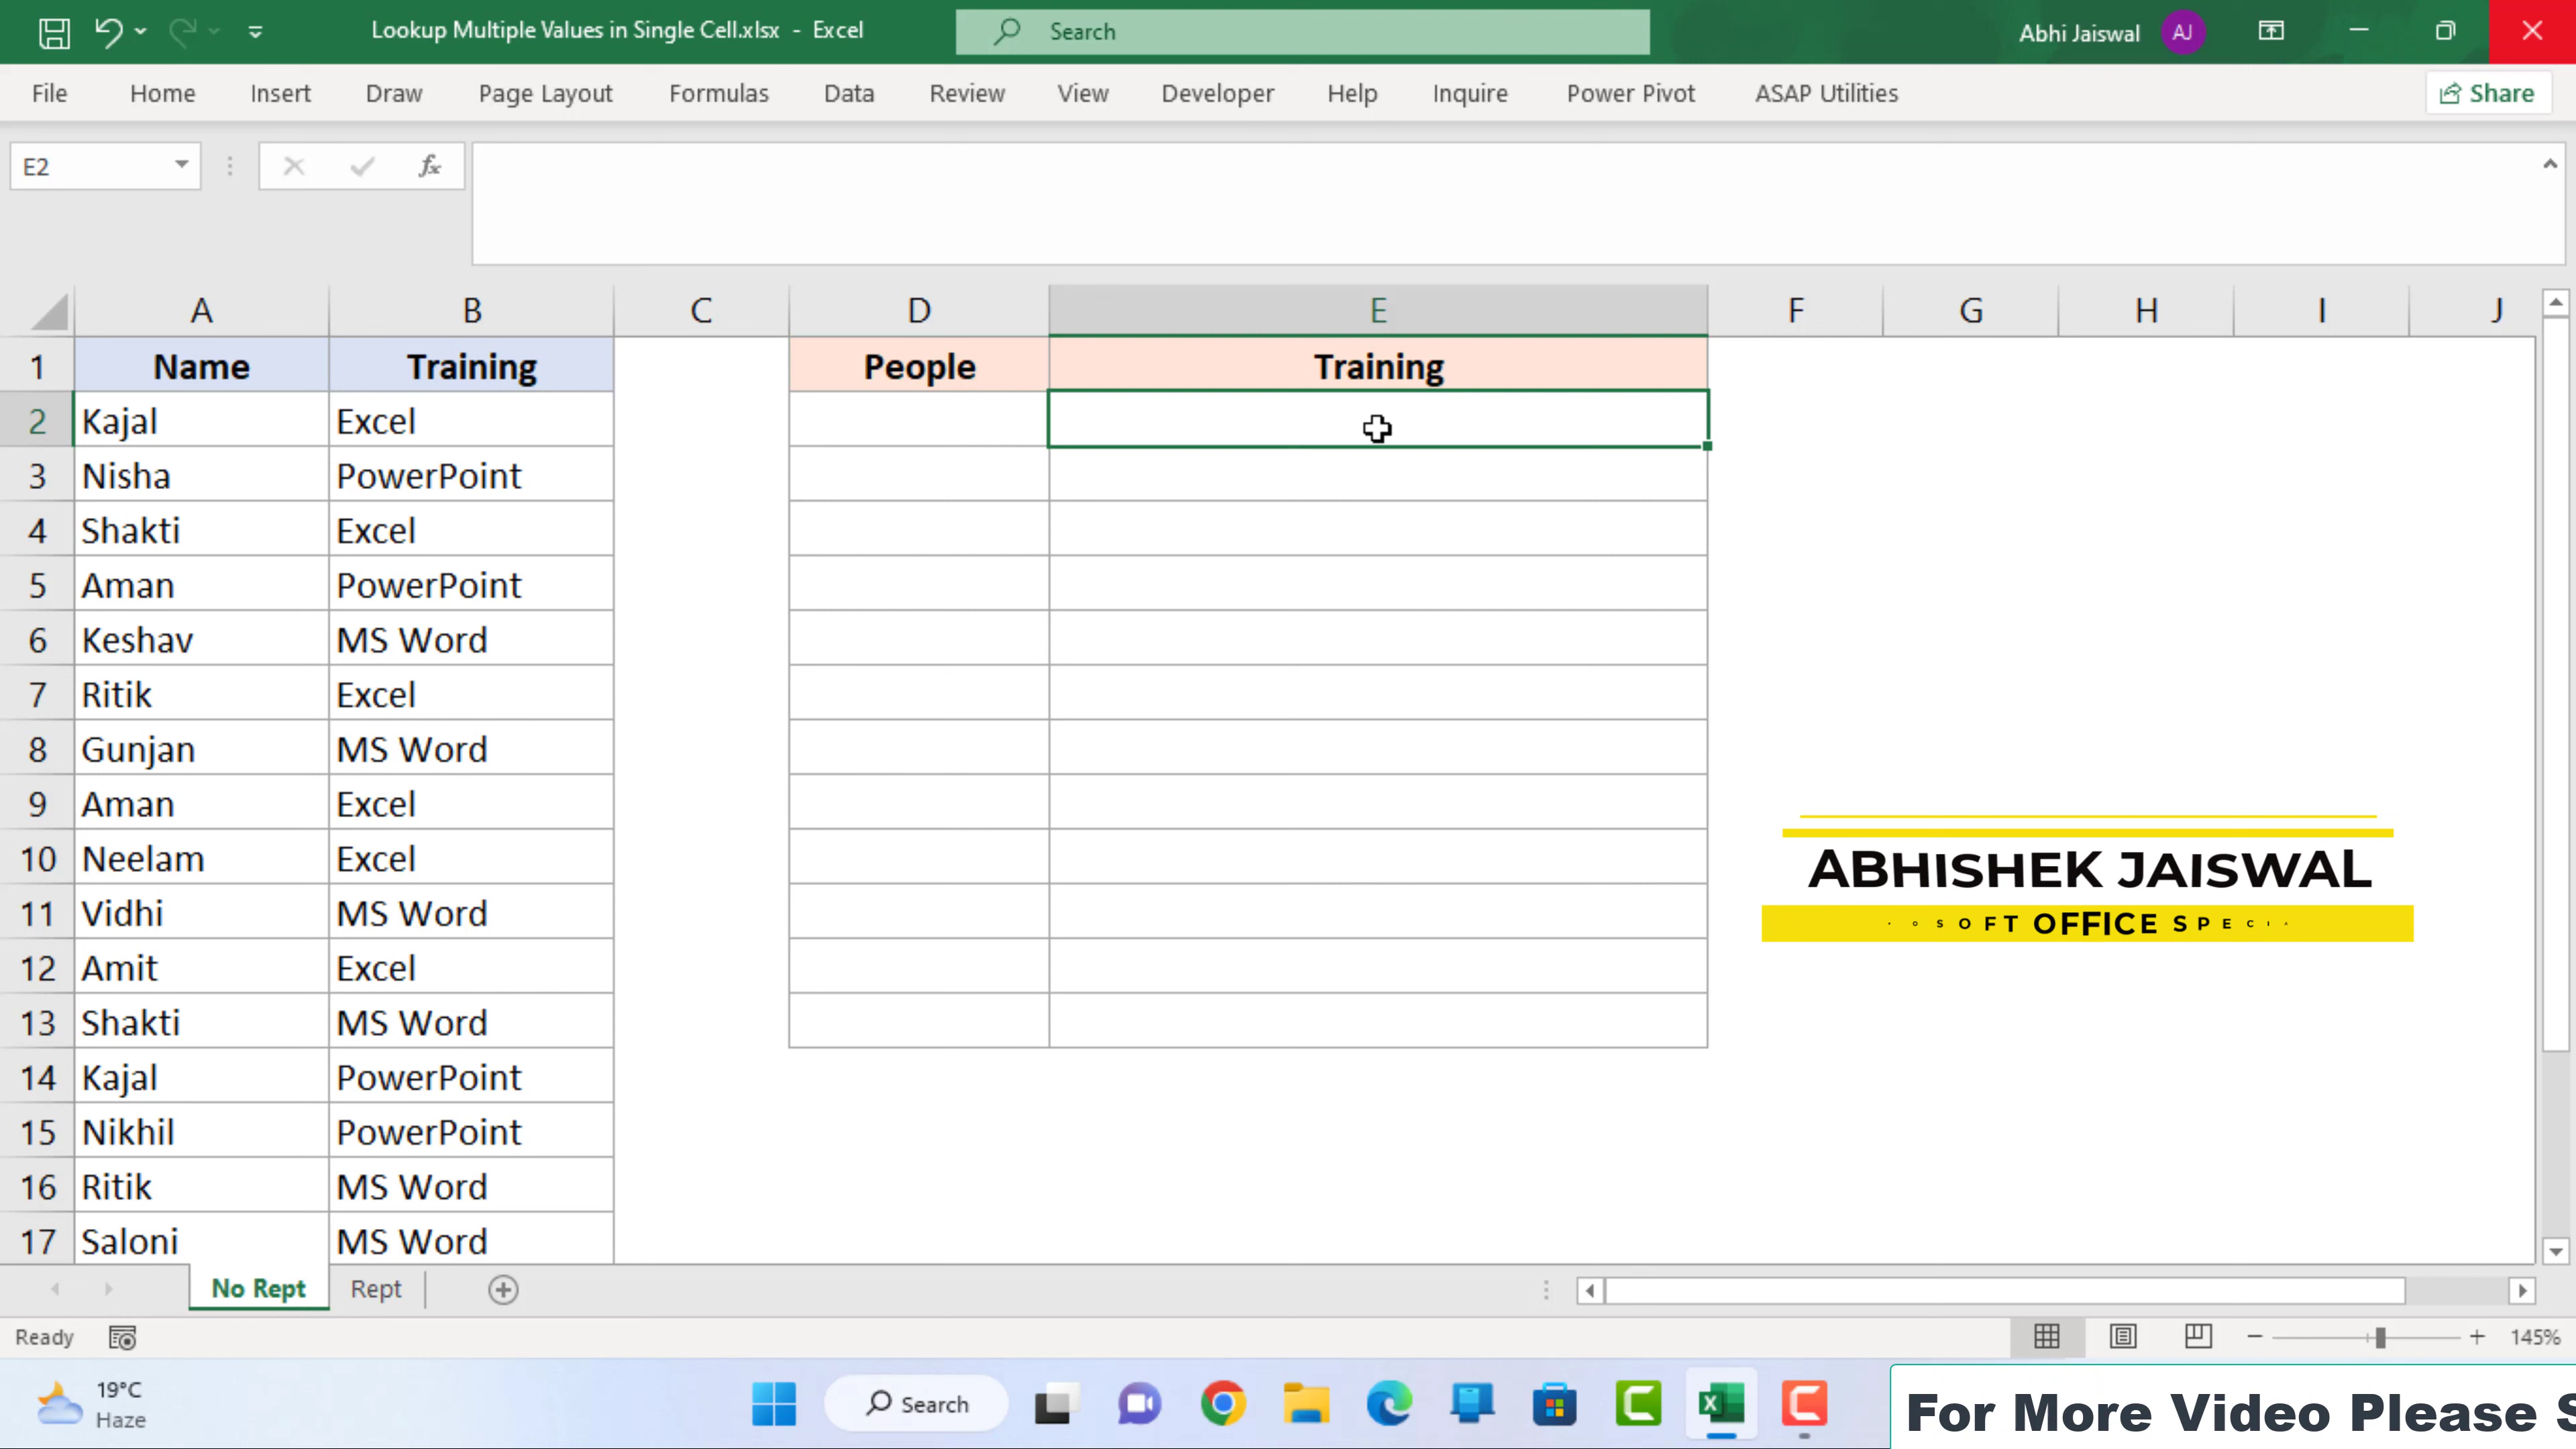 Lookup Multiple Values in Single Cell.xlsx - Excel
Search
Abhi Jaiswal AJ
File Home Insert Draw Page Layout Formulas Data Review View Developer Help Inquire Power Pivot ASAP Utilities Share
E2 fx
A B C D E F G H I J
1 Name Training People Training
2 Kajal Excel
3 Nisha PowerPoint
4 Shakti Excel
5 Aman PowerPoint
6 Keshav MS Word
7 Ritik Excel
8 Gunjan MS Word
9 Aman Excel
10 Neelam Excel
11 Vidhi MS Word
12 Amit Excel
13 Shakti MS Word
14 Kajal PowerPoint
15 Nikhil PowerPoint
16 Ritik MS Word
17 Saloni MS Word
ABHISHEK JAISWAL
OSOFT OFFICE SPECI
No Rept Rept
Ready 145%
19°C
Haze
Search
For More Video Please S